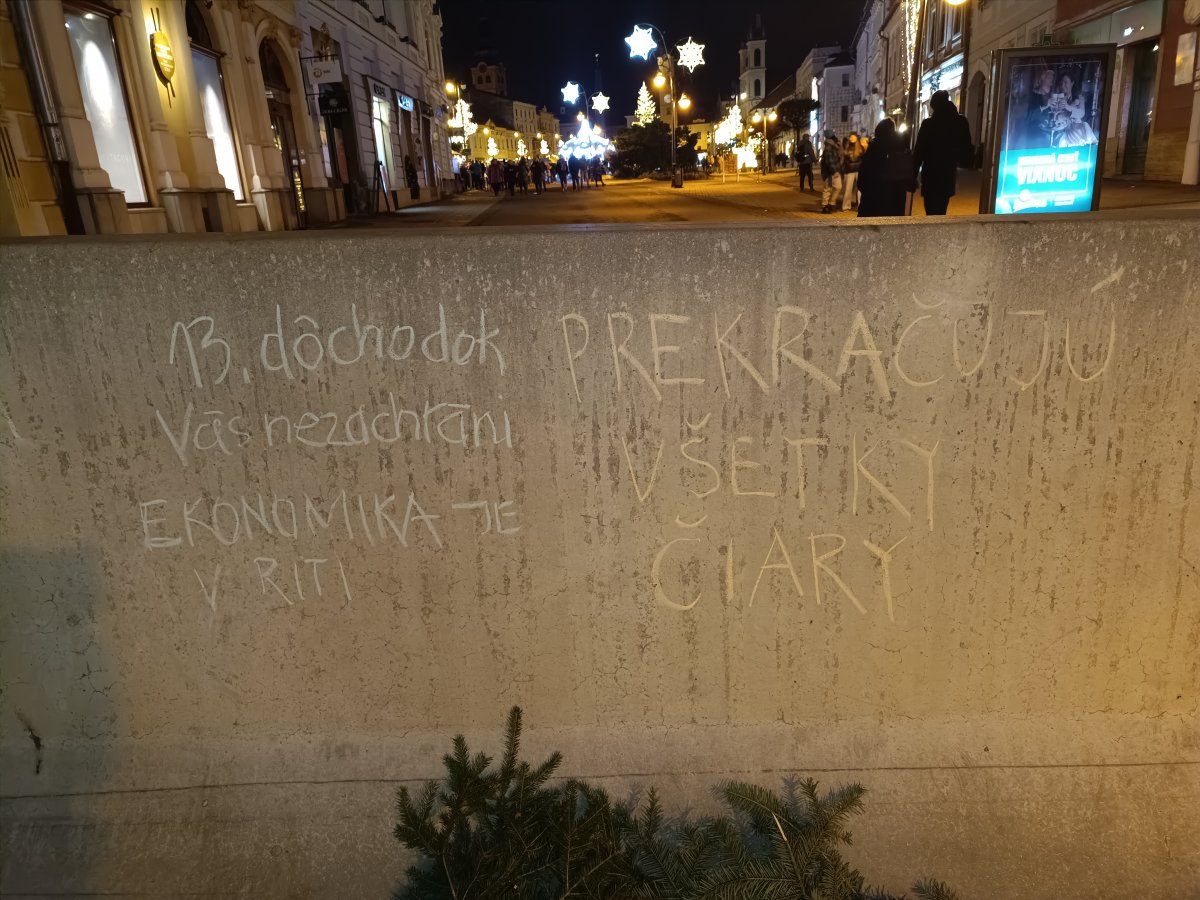 13. dôchodok
Vás nezachráni
EKONOMIKA JE
V RITI
PREKRAČUJÚ
VŠETKY
ČIARY
VIANOC